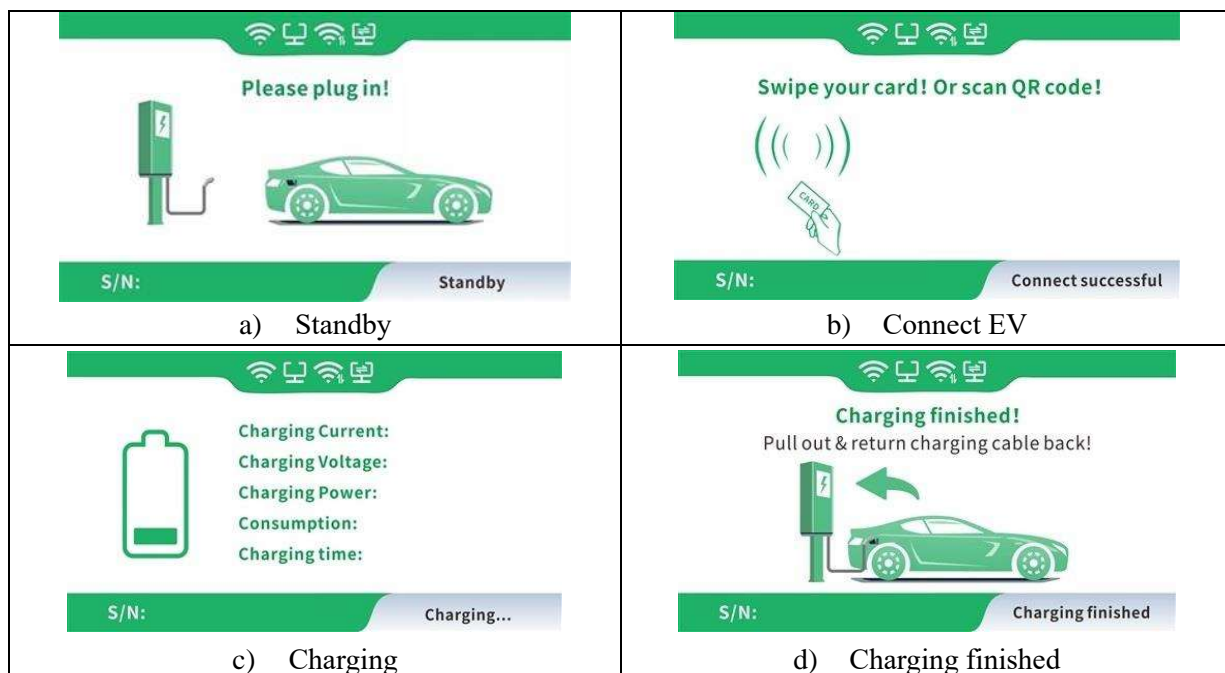 Please plug in!
S/N:
Standby
a) Standby
Swipe your card! Or scan QR code!
CARD
S/N:
Connect successful
b) Connect EV
Charging Current:
Charging Voltage:
Charging Power:
Consumption:
Charging time:
S/N:
Charging...
c) Charging
Charging finished!
Pull out & return charging cable back!
S/N:
Charging finished
d) Charging finished